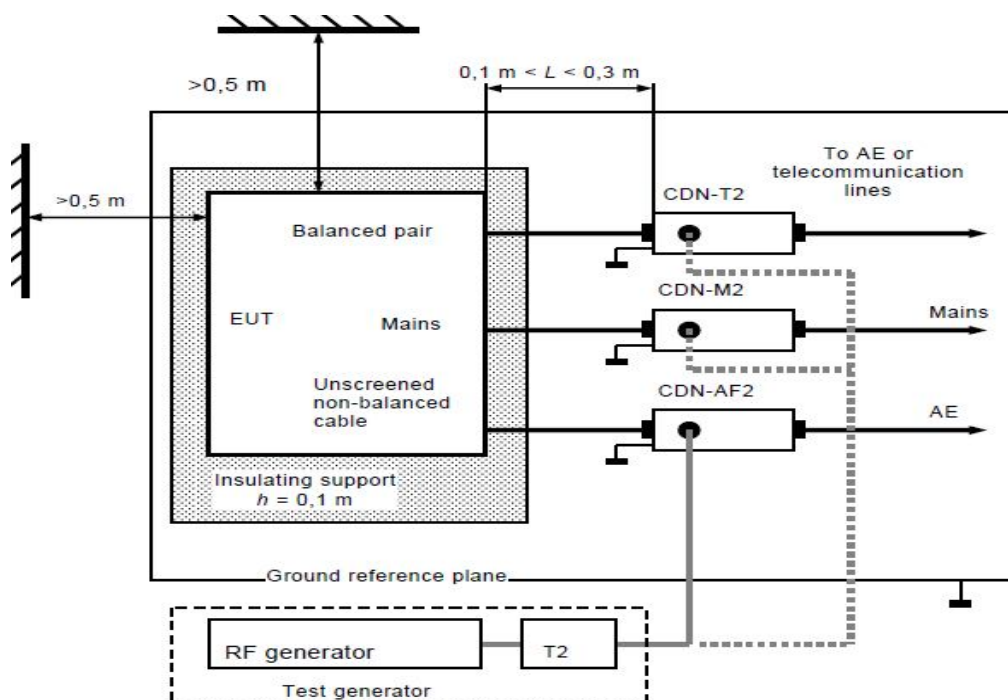 0,1 m < L < 0,3 m
>0,5 m
To AE or
telecommunication
lines
CDN-T2
>0,5 m
Balanced pair
CDN-M2
EUT
Mains
Mains
Unscreened
non-balanced
cable
CDN-AF2
AE
Insulating support
h = 0,1 m
Ground reference plane
RF generator
T2
Test generator